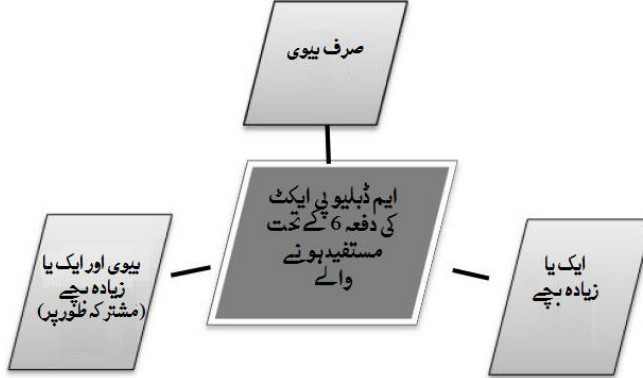 صرف بیوی
ایم ڈبلیو پی ایکٹ
کی دفعہ 6 کے تحت
مستفید ہونے
والے
ایک یا
زیادہ بچے
بیوی اور ایک یا
زیادہ بچے
(مشترکہ طور پر)